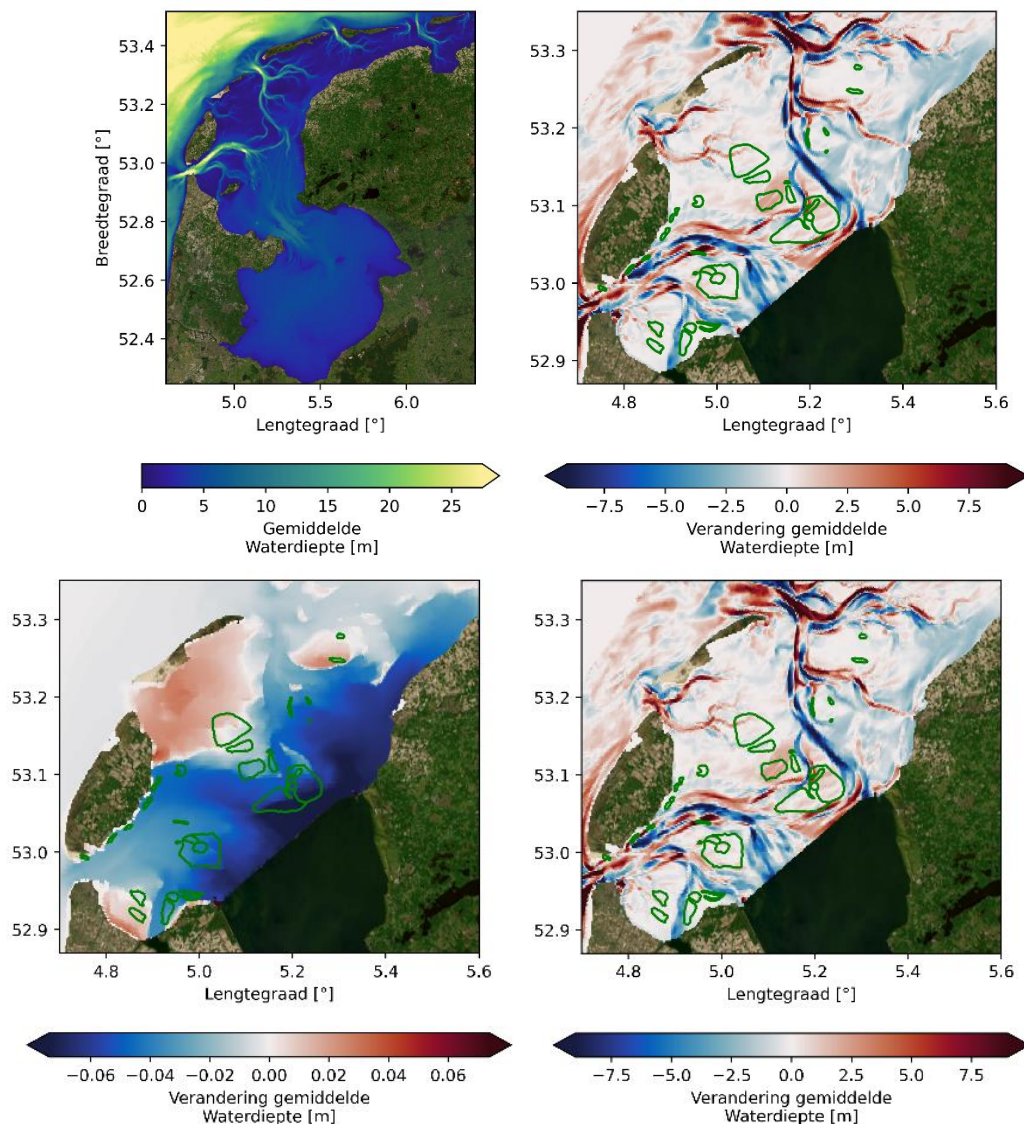 53.4
53.2
53.0
52.8
52.6
52.4
Breedtegraad [°]
5.0 5.5 6.0
Lengtegraad [°]
0 5 10 15 20 25
Gemiddelde
Waterdiepte [m]
53.3
53.2
53.1
53.0
52.9
4.8 5.0 5.2 5.4 5.6
Lengtegraad [°]
−7.5 −5.0 −2.5 0.0 2.5 5.0 7.5
Verandering gemiddelde
Waterdiepte [m]
53.3
53.2
53.1
53.0
52.9
4.8 5.0 5.2 5.4 5.6
Lengtegraad [°]
−0.06 −0.04 −0.02 0.00 0.02 0.04 0.06
Verandering gemiddelde
Waterdiepte [m]
53.3
53.2
53.1
53.0
52.9
4.8 5.0 5.2 5.4 5.6
Lengtegraad [°]
−7.5 −5.0 −2.5 0.0 2.5 5.0 7.5
Verandering gemiddelde
Waterdiepte [m]